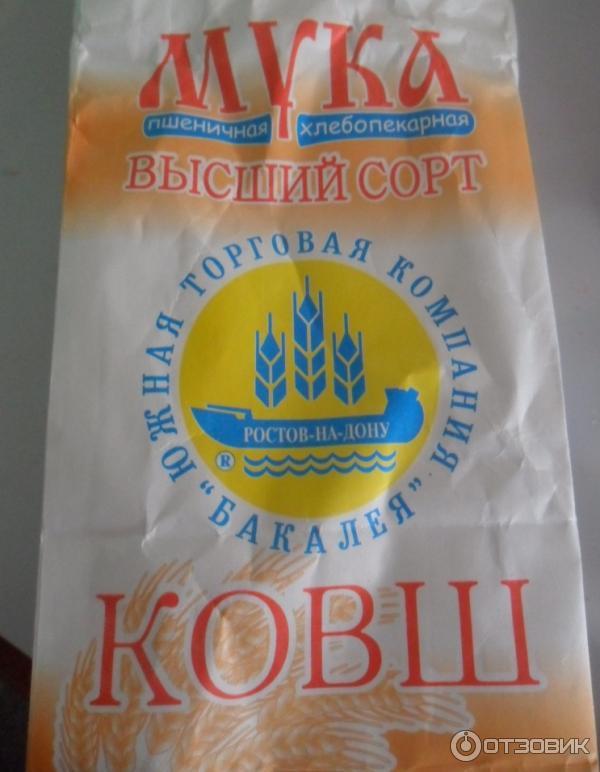 МУКА
пшеничная хлебопекарная
ВЫСШИЙ СОРТ
ЮЖНАЯ ТОРГОВАЯ КОМПАНИЯ
РОСТОВ-НА-ДОНУ
®
"БАКАЛЕЯ"
КОВШ
ОТЗОВИК